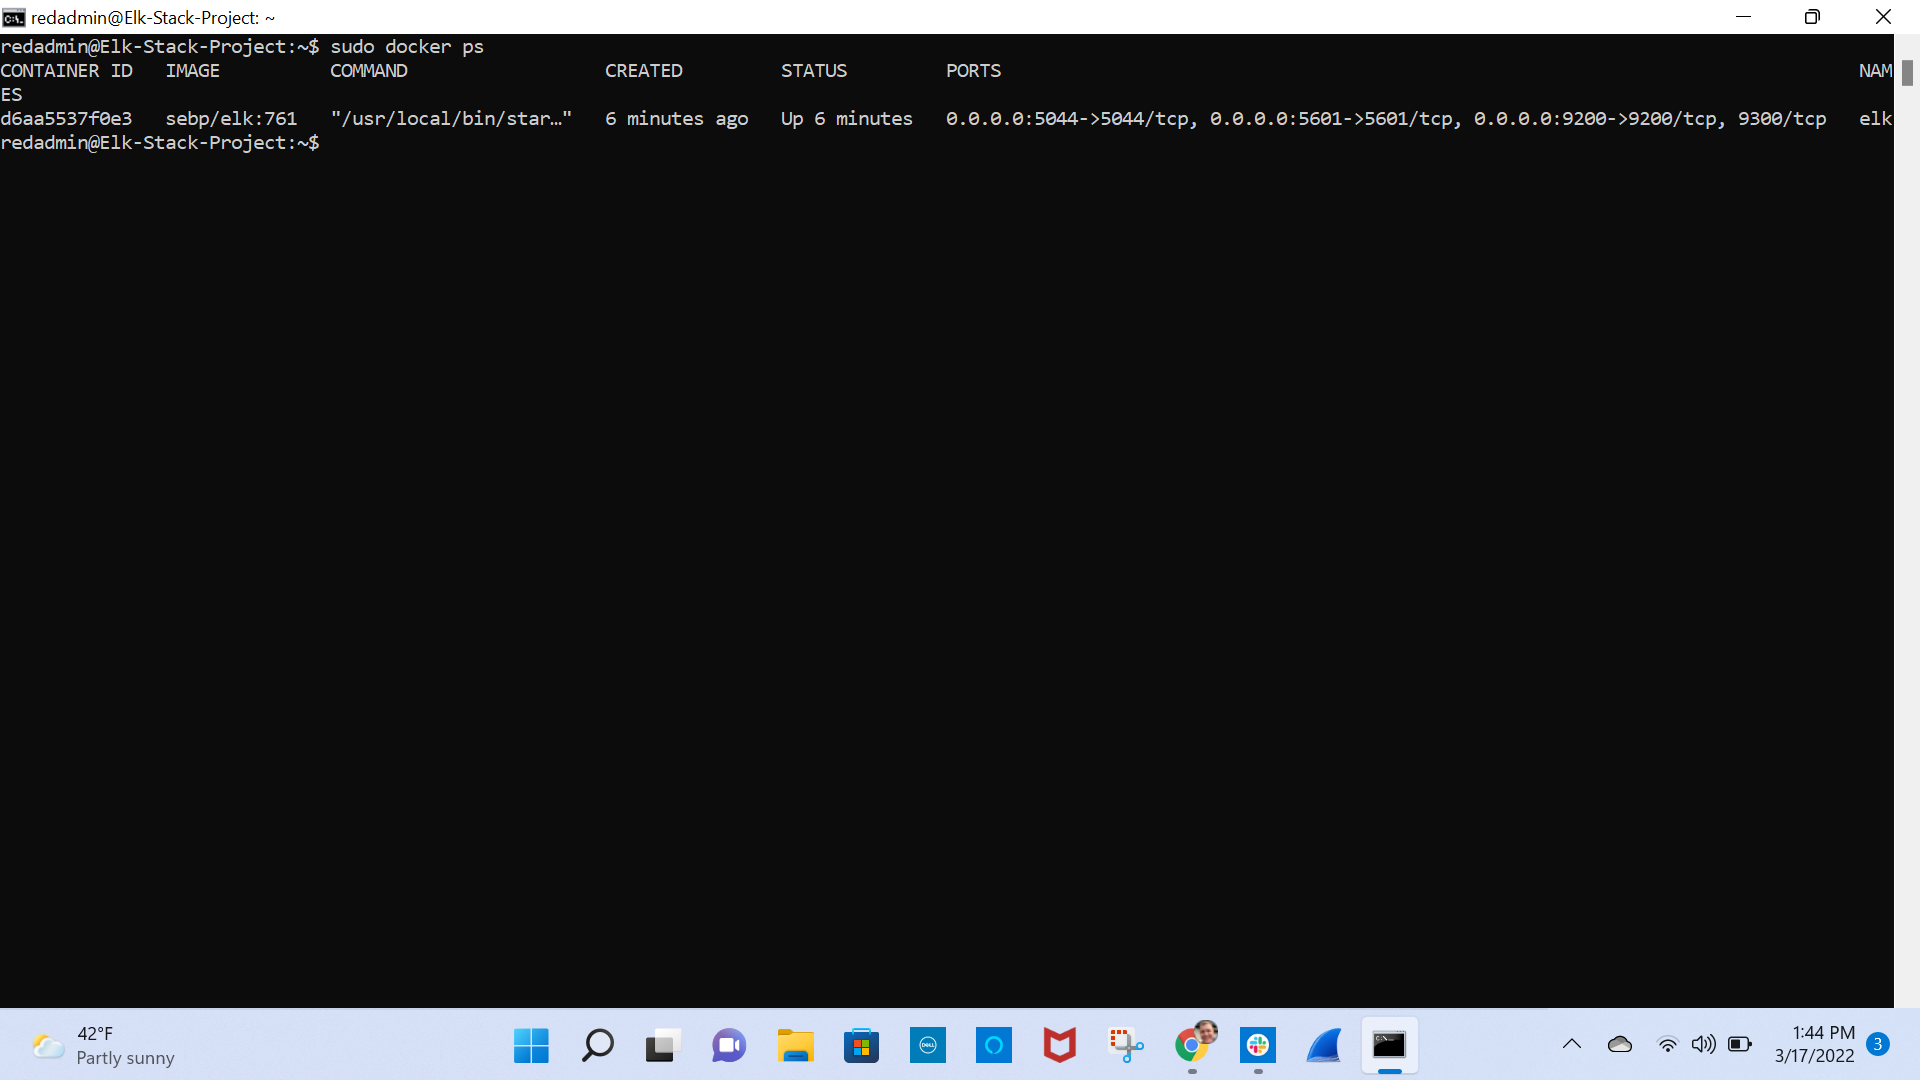 redadmin@Elk-Stack-Project: ~
redadmin@Elk-Stack-Project:~$ sudo docker ps
CONTAINER ID   IMAGE          COMMAND                  CREATED         STATUS         PORTS                                                                              NAM
ES
d6aa5537f0e3   sebp/elk:761   "/usr/local/bin/star…"   6 minutes ago   Up 6 minutes   0.0.0.0:5044->5044/tcp, 0.0.0.0:5601->5601/tcp, 0.0.0.0:9200->9200/tcp, 9300/tcp   elk
redadmin@Elk-Stack-Project:~$
42°F
Partly sunny
DELL
1:44 PM
3/17/2022
3